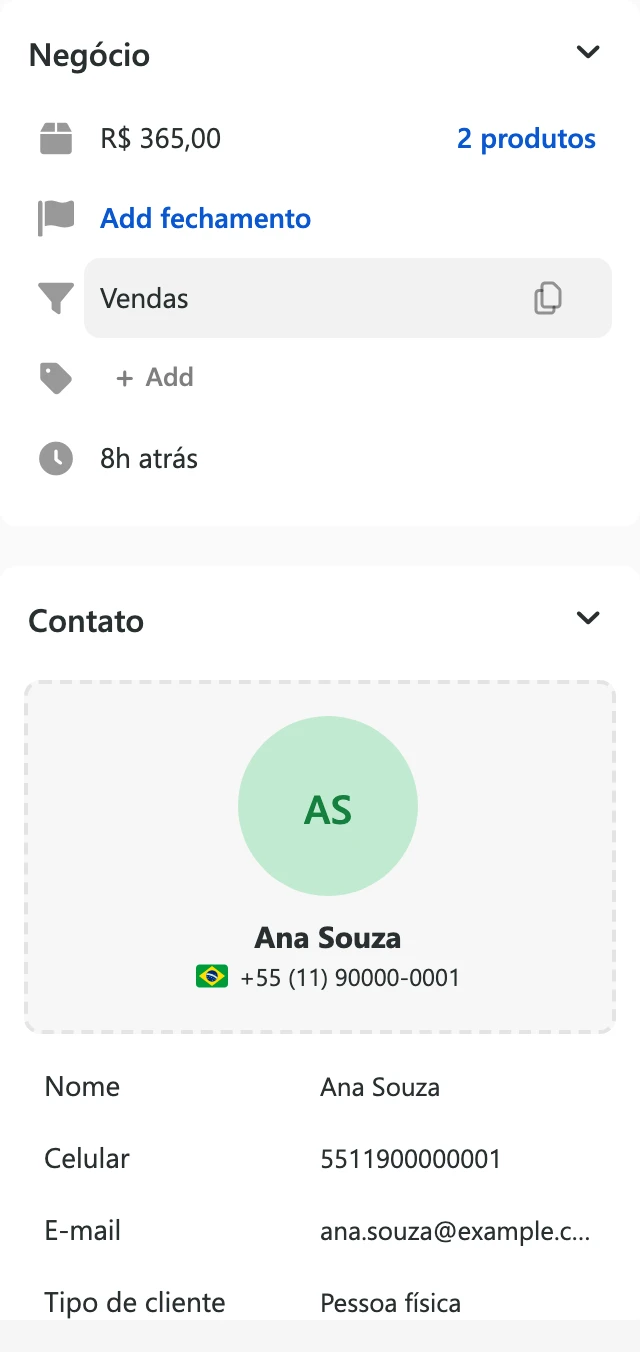 Negócio
R$ 365,00 2 produtos
Add fechamento
Vendas
+ Add
8h atrás
Contato
AS
Ana Souza
+55 (11) 90000-0001
Nome Ana Souza
Celular 5511900000001
E-mail ana.souza@example.c...
Tipo de cliente Pessoa física